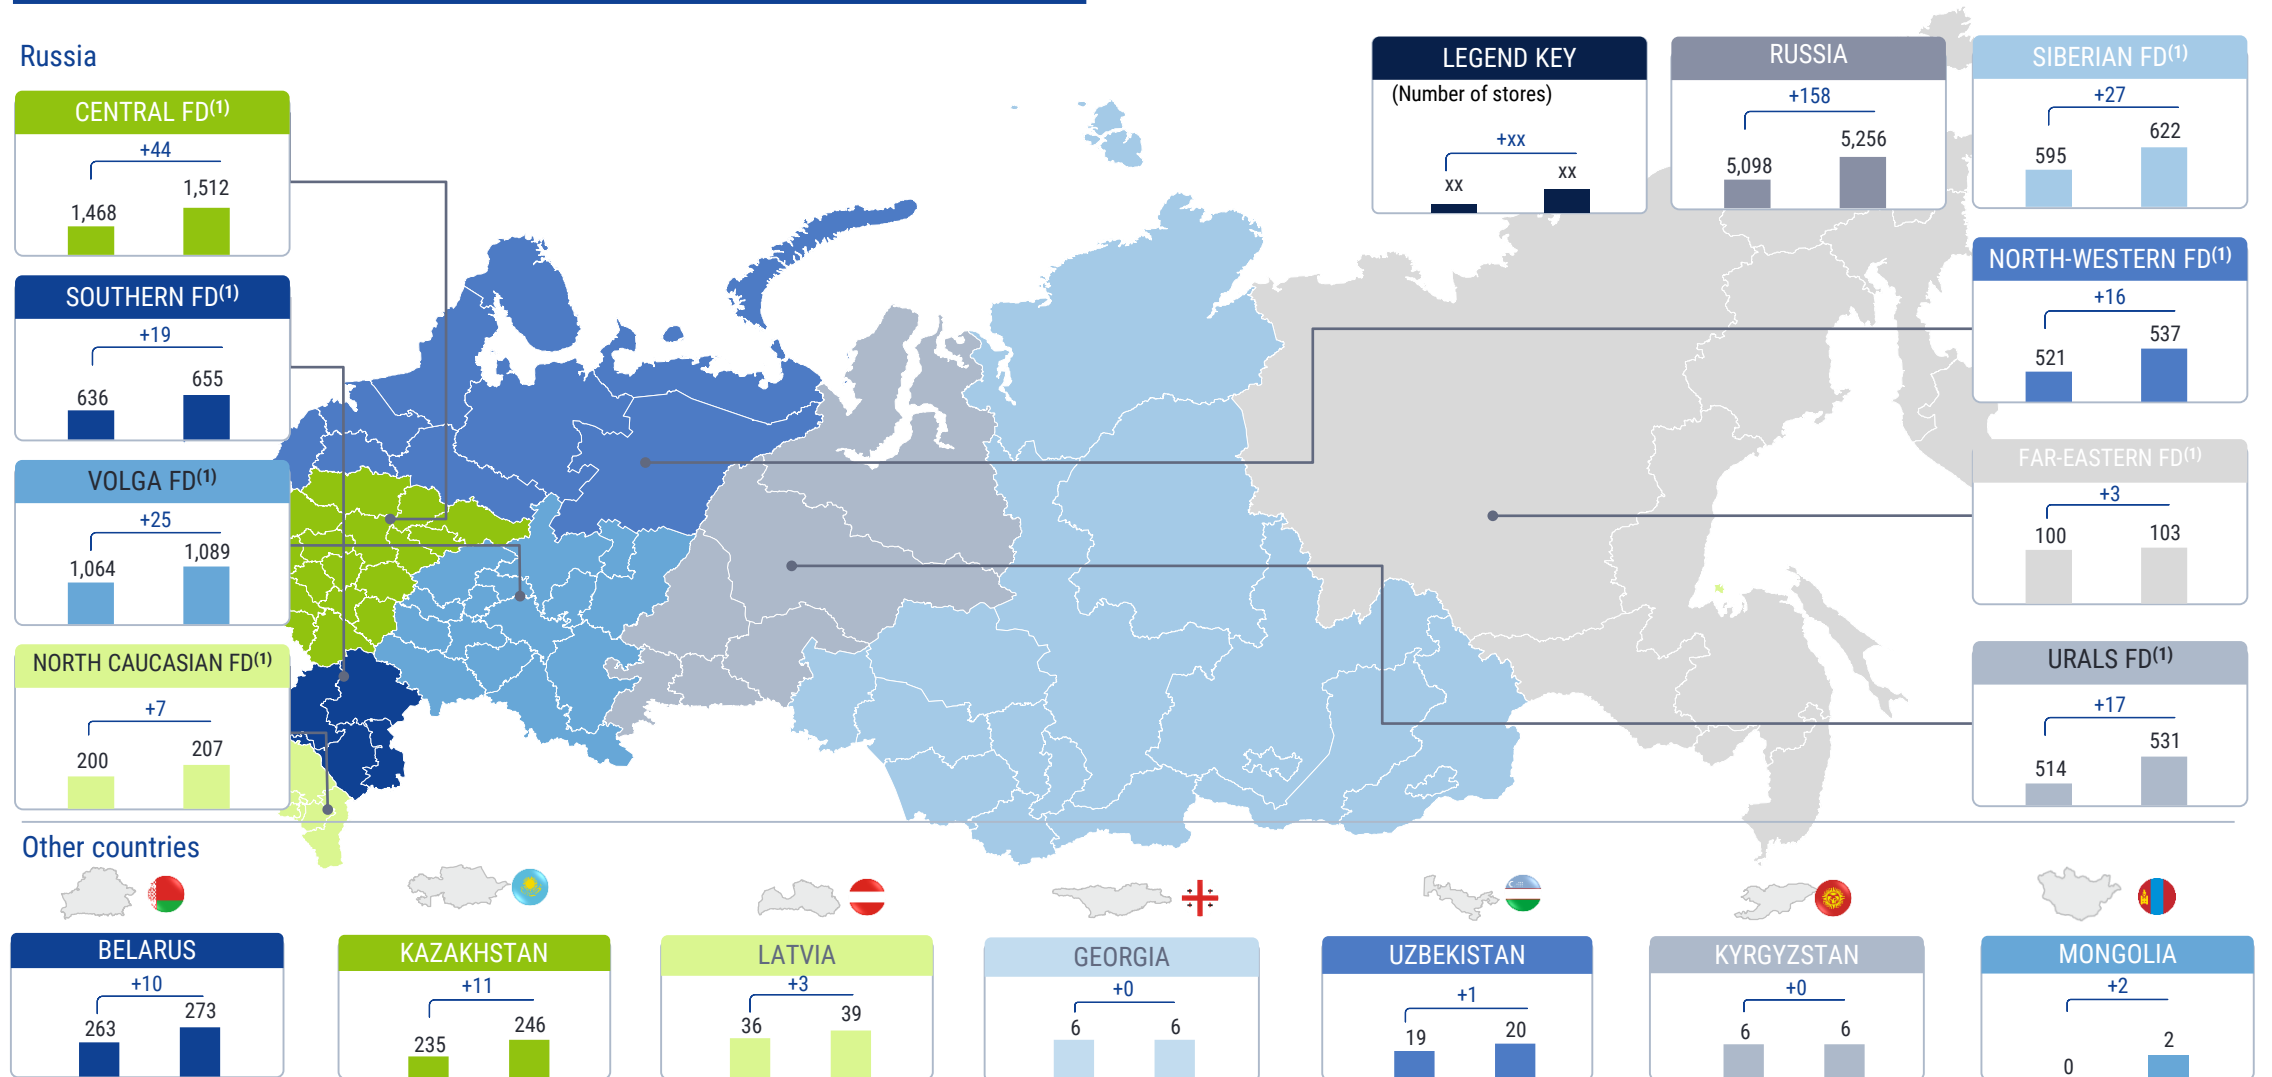 Russia
CENTRAL FD(1)
+44
1,468
1,512
SOUTHERN FD(1)
+19
636
655
VOLGA FD(1)
+25
1,064
1,089
NORTH CAUCASIAN FD(1)
+7
200
207
LEGEND KEY
(Number of stores)
+xx
xx
xx
RUSSIA
+158
5,098
5,256
SIBERIAN FD(1)
+27
595
622
NORTH-WESTERN FD(1)
+16
521
537
FAR-EASTERN FD(1)
+3
100
103
URALS FD(1)
+17
514
531
Other countries
BELARUS
+10
263
273
KAZAKHSTAN
+11
235
246
LATVIA
+3
36
39
GEORGIA
+0
6
6
UZBEKISTAN
+1
19
20
KYRGYZSTAN
+0
6
6
MONGOLIA
+2
0
2